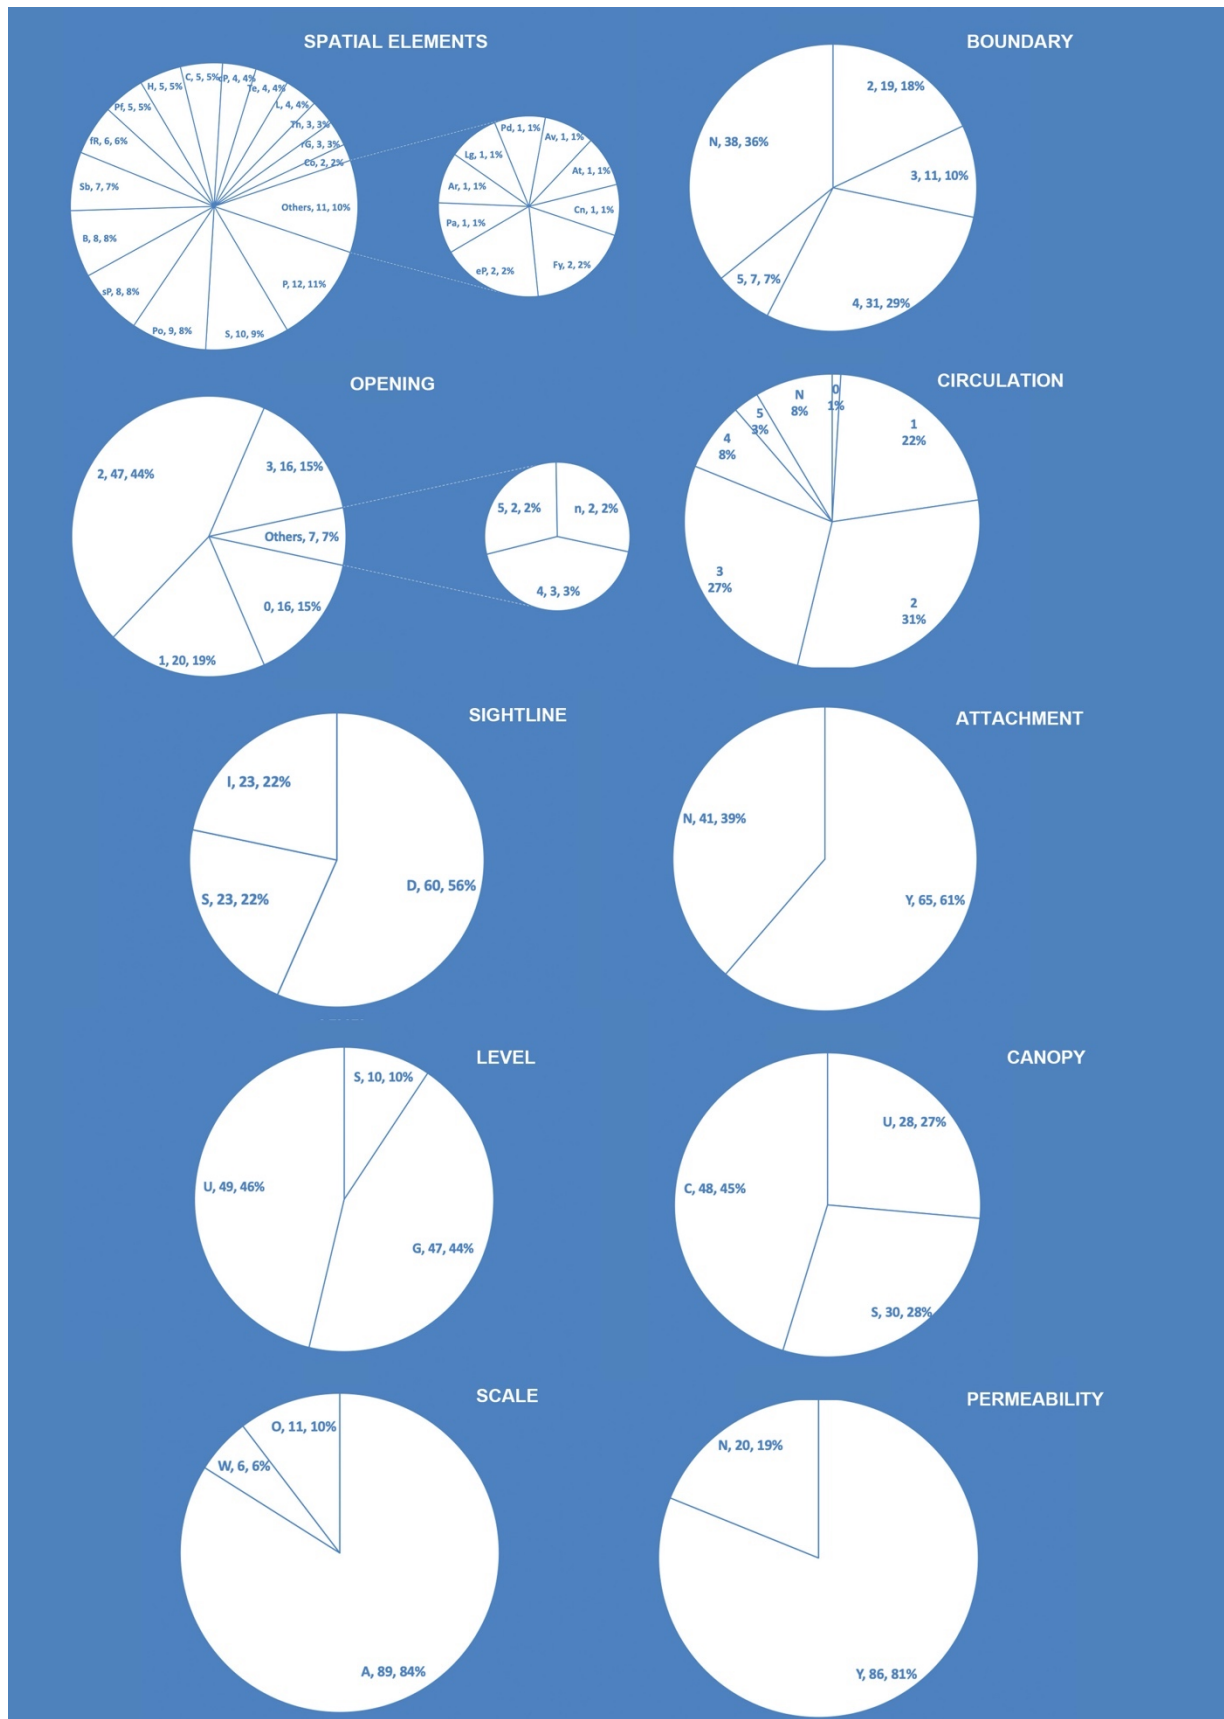 SPATIAL ELEMENTS
C, 5, 5%
cP, 4, 4%
H, 5, 5%
Te, 4, 4%
Pf, 5, 5%
L, 4, 4%
Th, 3, 3%
fR, 6, 6%
rG, 3, 3%
Co, 2, 2%
Sb, 7, 7%
Others, 11, 10%
B, 8, 8%
P, 12, 11%
sP, 8, 8%
Po, 9, 8%
S, 10, 9%
Pd, 1, 1%
Av, 1, 1%
Lg, 1, 1%
At, 1, 1%
Ar, 1, 1%
Cn, 1, 1%
Pa, 1, 1%
eP, 2, 2%
Fy, 2, 2%
BOUNDARY
2, 19, 18%
N, 38, 36%
3, 11, 10%
5, 7, 7%
4, 31, 29%
OPENING
2, 47, 44%
3, 16, 15%
Others, 7, 7%
0, 16, 15%
1, 20, 19%
5, 2, 2%
n, 2, 2%
4, 3, 3%
CIRCULATION
N
8%
0
1%
5
3%
1
22%
4
8%
3
27%
2
31%
SIGHTLINE
I, 23, 22%
D, 60, 56%
S, 23, 22%
ATTACHMENT
N, 41, 39%
Y, 65, 61%
LEVEL
S, 10, 10%
U, 49, 46%
G, 47, 44%
CANOPY
U, 28, 27%
C, 48, 45%
S, 30, 28%
SCALE
O, 11, 10%
W, 6, 6%
A, 89, 84%
PERMEABILITY
N, 20, 19%
Y, 86, 81%